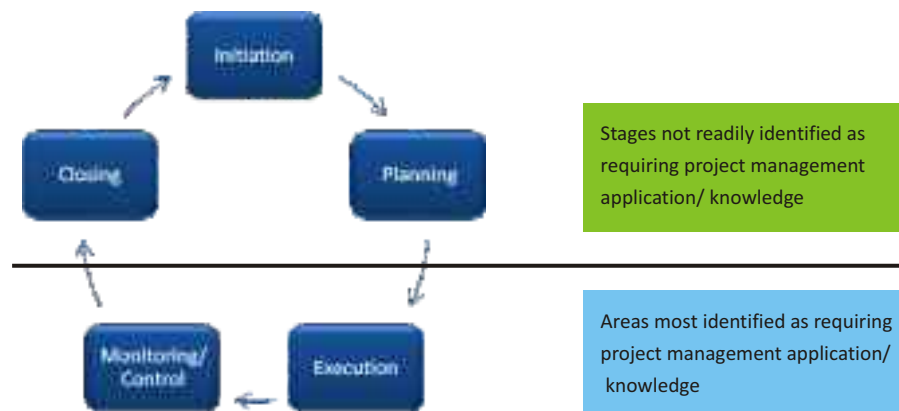 Initiation
Closing
Planning
Stages not readily identified as
requiring project management
application/ knowledge
Monitoring/
Control
Execution
Areas most identified as requiring
project management application/
knowledge